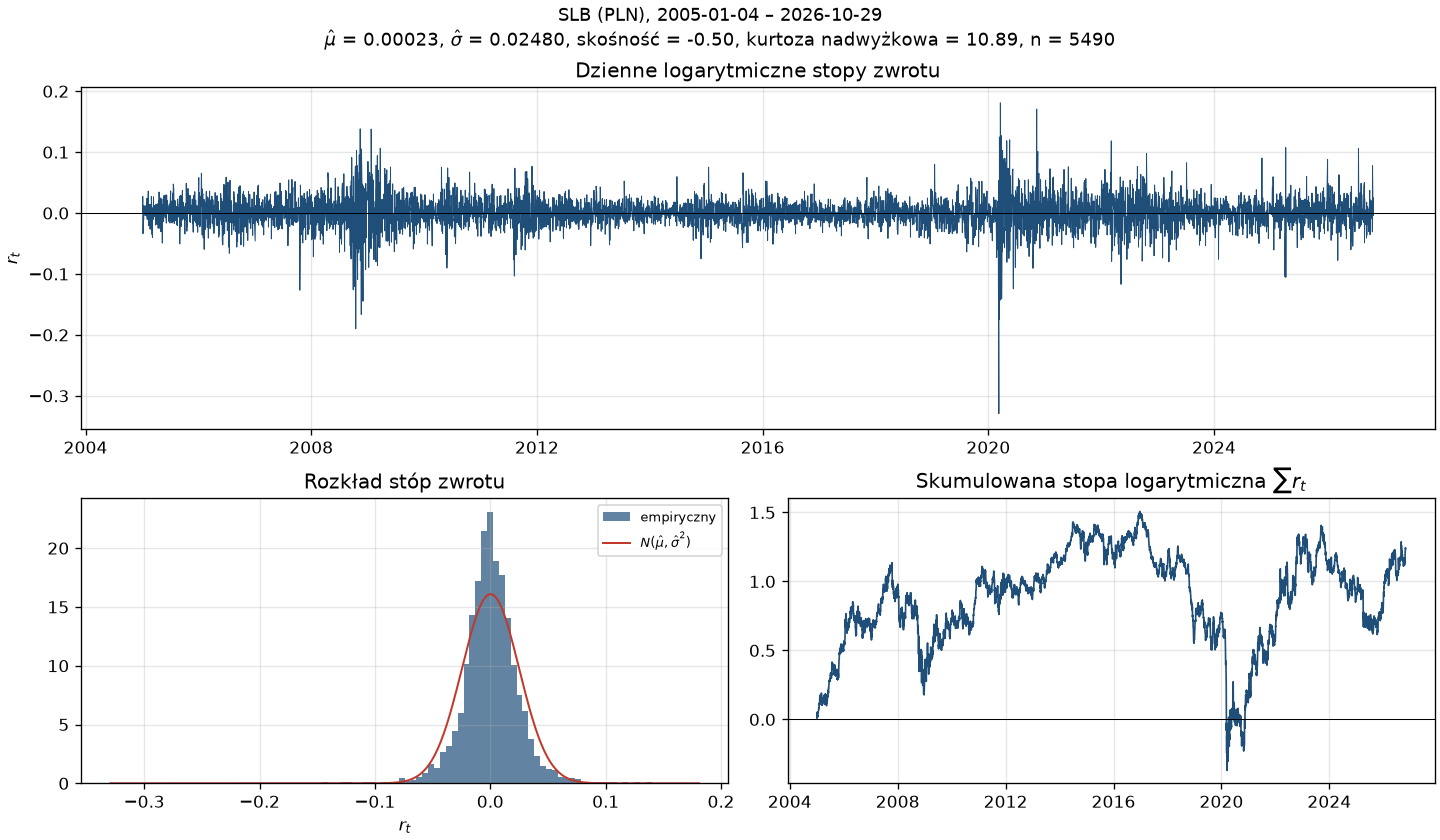 SLB (PLN), 2005-01-04 – 2026-10-29
μ̂ = 0.00023, σ̂ = 0.02480, skośność = -0.50, kurtoza nadwyżkowa = 10.89, n = 5490
Dzienne logarytmiczne stopy zwrotu
0.2
0.1
0.0
−0.1
−0.2
−0.3
r_t
2004 2008 2012 2016 2020 2024
Rozkład stóp zwrotu
empiryczny
N(μ̂, σ̂²)
20
15
10
5
0
−0.3 −0.2 −0.1 0.0 0.1 0.2
r_t
Skumulowana stopa logarytmiczna ∑r_t
1.5
1.0
0.5
0.0
2004 2008 2012 2016 2020 2024